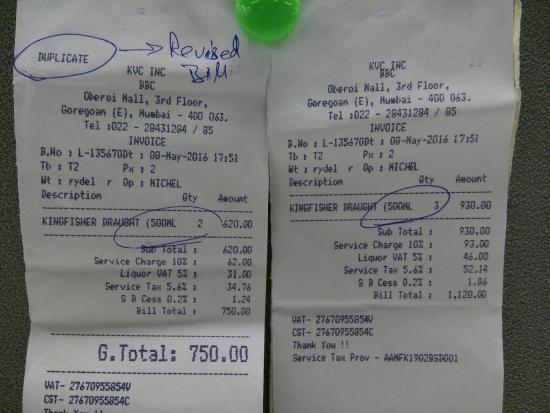 DUPLICATE → Revised Bill
KVC INC
BBC
Oberoi Mall, 3rd Floor,
Goregoam (E), Mumbai - 400 063.
Tel :022 - 28431284 / 85
INVOICE
B.No : L-135670Dt : 08-May-2016 17:51
Tb : T2 Px : 2
Wt : rydel r Op : MICHEL
Description Qty Amount
KINGFISHER DRAUGHT (500ML 2 620.00
Sub Total : 620.00
Service Charge 10% : 62.00
Liquor VAT 5% : 31.00
Service Tax 5.6% : 34.76
S B Cess 0.2% : 1.24
Bill Total : 750.00
G.Total: 750.00
VAT- 27670955854V
CST- 27670955854C
Thank You !!
KVC INC
BBC
Oberoi Mall, 3rd Floor,
Goregoam (E), Mumbai - 400 063.
Tel :022 - 28431284 / 85
INVOICE
B.No : L-135670Dt : 08-May-2016 17:51
Tb : T2 Px : 2
Wt : rydel r Op : MICHEL
Description Qty Amount
KINGFISHER DRAUGHT (500ML 3 930.00
Sub Total : 930.00
Service Charge 10% : 93.00
Liquor VAT 5% : 46.00
Service Tax 5.6% : 52.14
S B Cess 0.2% : 1.86
Bill Total : 1,120.00
VAT- 27670955854V
CST- 27670955854C
Thank You !!
Service Tax Prov - AAMFK1902BSD001